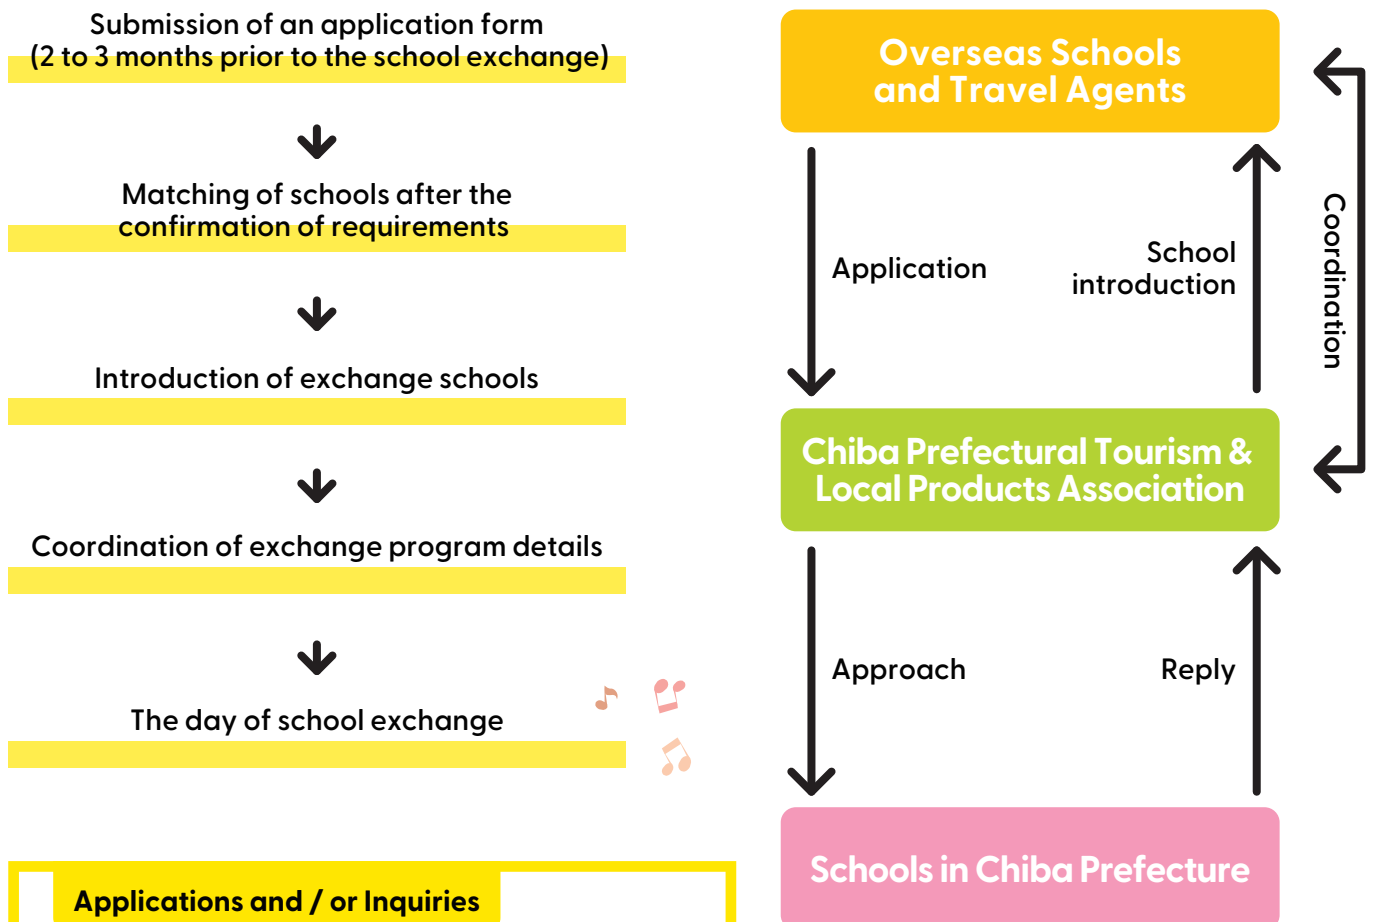 Submission of an application form
(2 to 3 months prior to the school exchange)
Matching of schools after the
confirmation of requirements
Introduction of exchange schools
Coordination of exchange program details
The day of school exchange
Applications and / or Inquiries
Overseas Schools
and Travel Agents
Application
School
introduction
Coordination
Chiba Prefectural Tourism &
Local Products Association
Approach
Reply
Schools in Chiba Prefecture